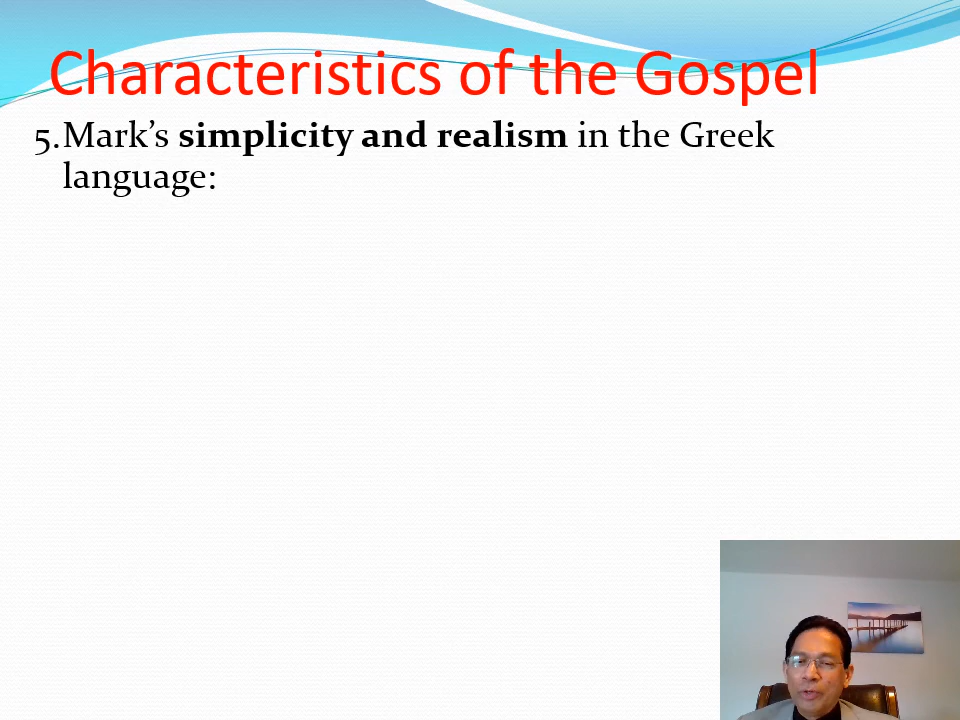 Characteristics of the Gospel
5. Mark’s simplicity and realism in the Greek
language: